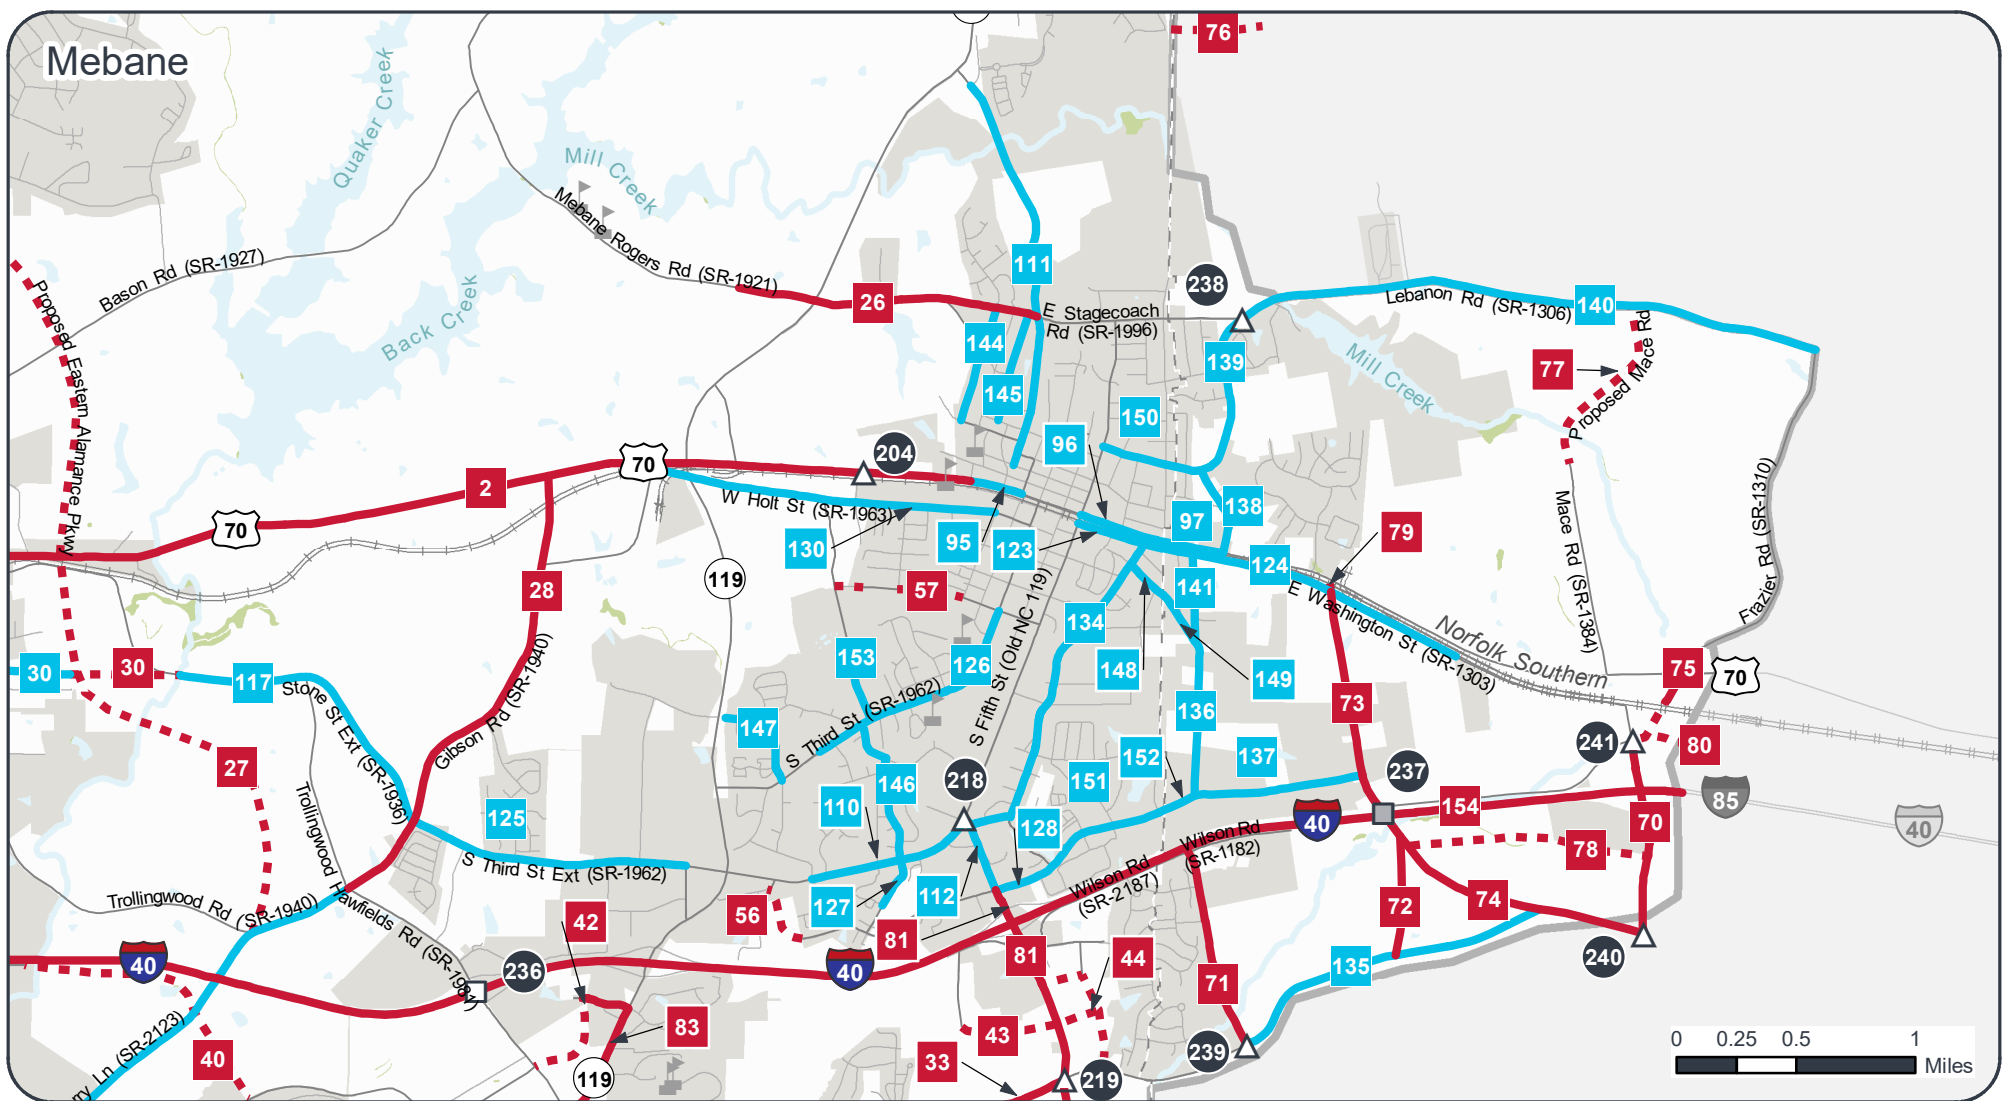 Mebane
76
Quaker Creek
Mill Creek
Mebane Rogers Rd (SR-1921)
Bason Rd (SR-1927)
Back Creek
Proposed Eastern Alamance Pkwy
111
26
238
E Stagecoach
Rd (SR-1996)
Lebanon Rd (SR-1306)
140
144
139
145
77
Proposed Mace Rd
Mill Creek
150
96
204
70
2
W Holt St (SR-1963)
70
138
97
Mace Rd (SR-1384)
Frazier Rd (SR-1310)
79
130
95
123
124
119
57
28
141
E Washington St (SR-1303)
Norfolk Southern
134
S Fifth St (Old NC 119)
153
126
148
149
75
70
30
30
117
Stone St Ext (SR-1936)
Gibson Rd (SR-1940)
147
S Third St (SR-1962)
136
73
241
80
27
152
137
237
218
151
146
85
110
125
128
40
154
70
40
Trollingwood Hawfields Rd (SR-1981)
Wilson Rd
(SR-1182)
78
S Third St Ext (SR-1962)
Wilson Rd
(SR-2187)
Trollingwood Rd (SR-1940)
127
112
72
74
42
56
81
40
236
40
81
44
135
240
71
83
43
33
239
40
119
219
rry Ln (SR-2123)
0 0.25 0.5 1
Miles